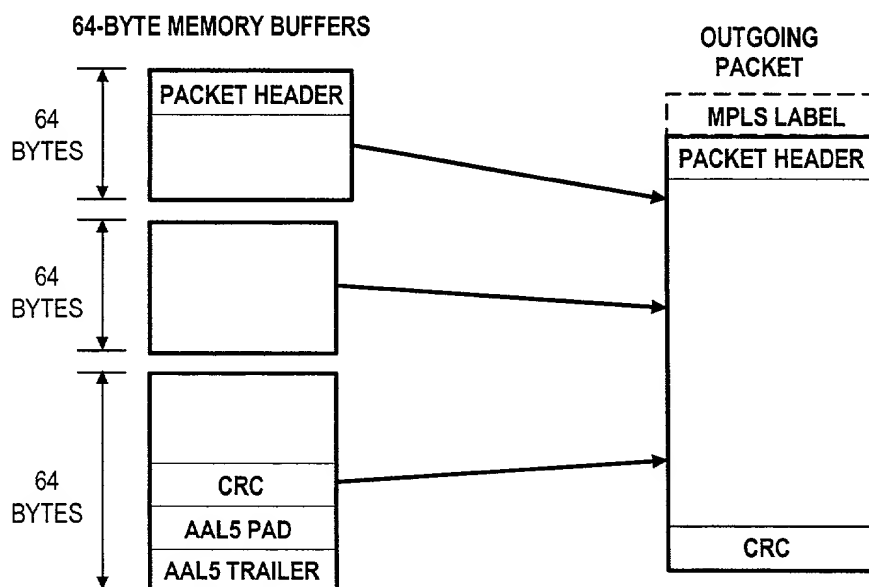 64-BYTE MEMORY BUFFERS
64
BYTES
PACKET HEADER
64
BYTES
64
BYTES
CRC
AAL5 PAD
AAL5 TRAILER
OUTGOING
PACKET
MPLS LABEL
PACKET HEADER
CRC